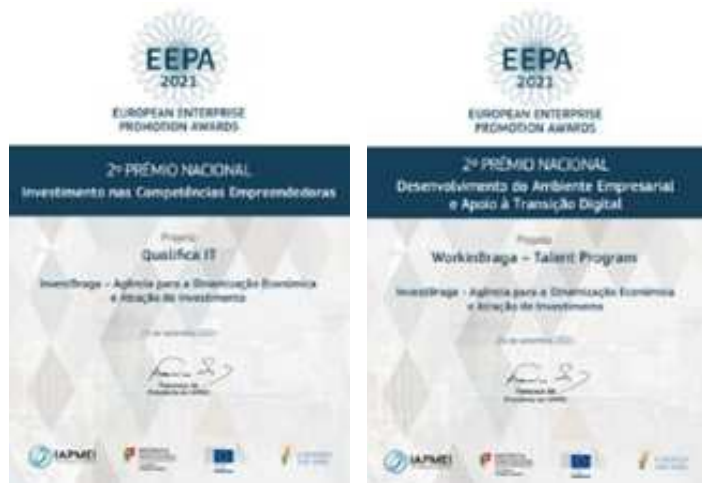 EEPA
2021
EUROPEAN ENTERPRISE
PROMOTION AWARDS
2º PRÉMIO NACIONAL
Investimento nas Competências Empreendedoras
Projeto
Qualifica IT
InvestBraga – Agência para a Dinamização Económica
e Atração de Investimento
IAPMEI
EEPA
2021
EUROPEAN ENTERPRISE
PROMOTION AWARDS
2º PRÉMIO NACIONAL
Desenvolvimento do Ambiente Empresarial
e Apoio à Transição Digital
Projeto
WorkinBraga – Talent Program
InvestBraga – Agência para a Dinamização Económica
e Atração de Investimento
IAPMEI